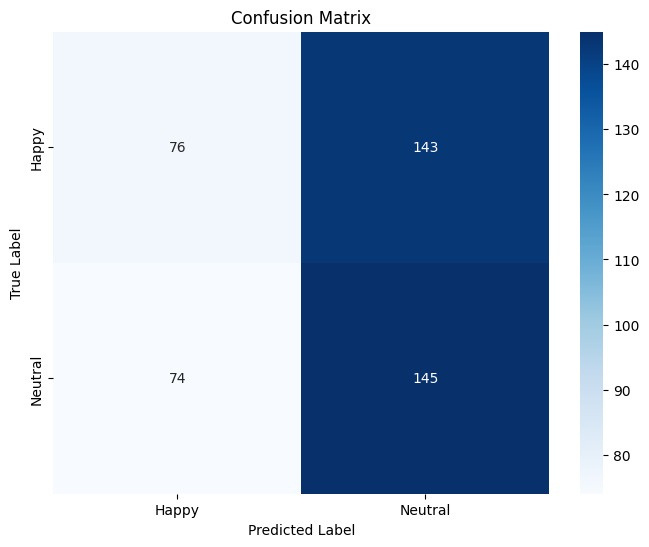 Confusion Matrix
True Label
Happy
Neutral
76 143
74 145
Happy Neutral
Predicted Label
140
130
120
110
100
90
80